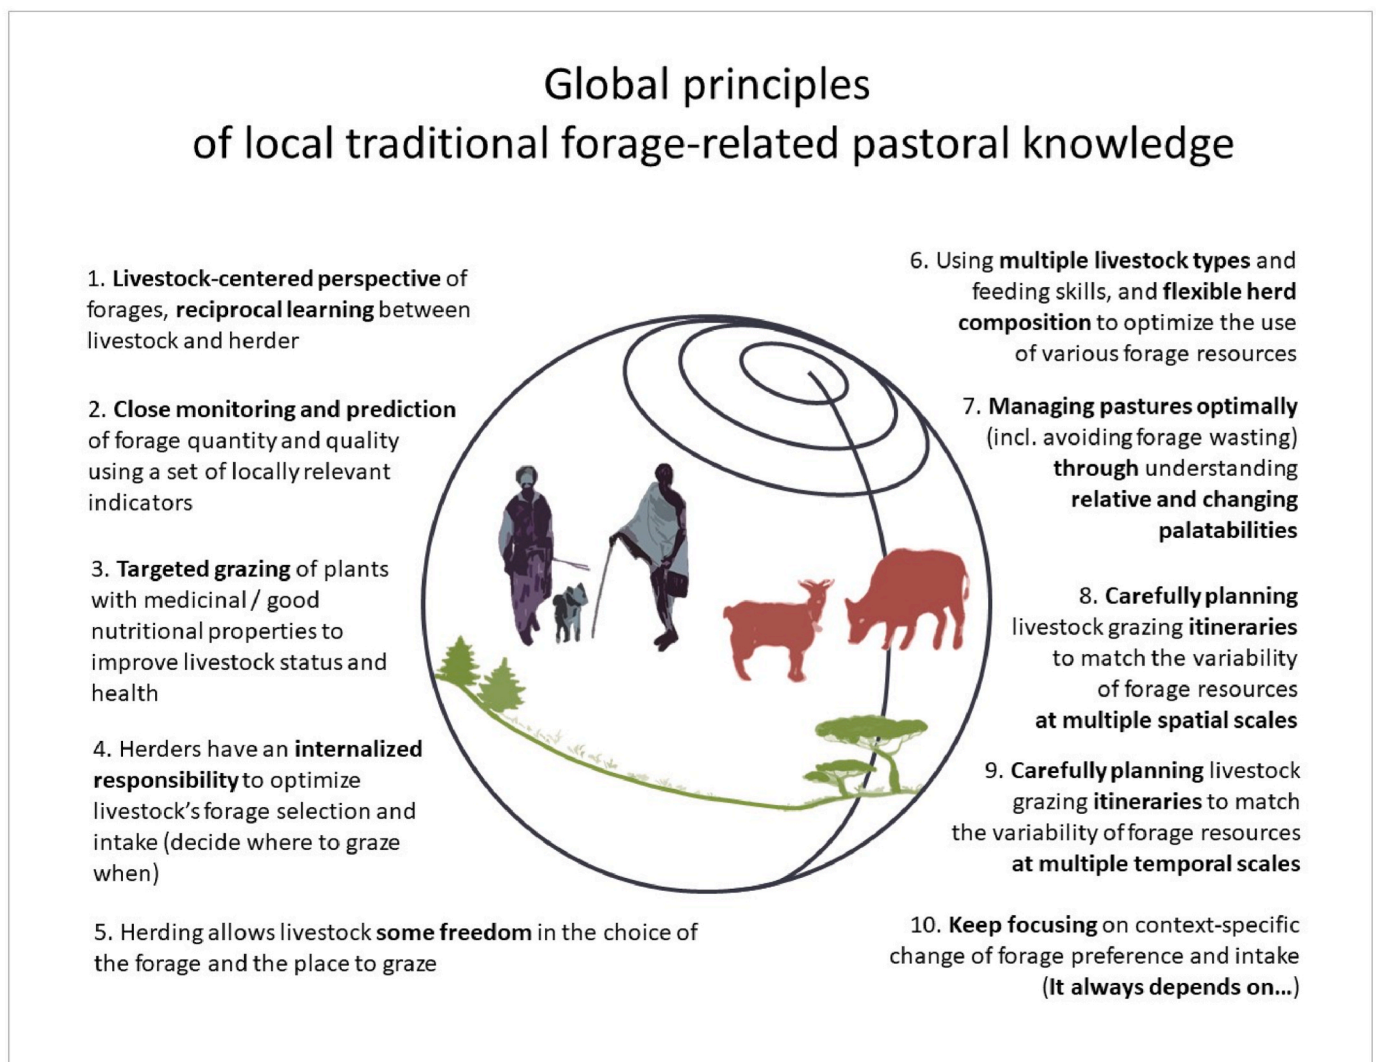 Global principles
of local traditional forage-related pastoral knowledge
1. Livestock-centered perspective of
forages, reciprocal learning between
livestock and herder
2. Close monitoring and prediction
of forage quantity and quality
using a set of locally relevant
indicators
3. Targeted grazing of plants
with medicinal / good
nutritional properties to
improve livestock status and
health
4. Herders have an internalized
responsibility to optimize
livestock’s forage selection and
intake (decide where to graze
when)
5. Herding allows livestock some freedom in the choice of
the forage and the place to graze
6. Using multiple livestock types and
feeding skills, and flexible herd
composition to optimize the use
of various forage resources
7. Managing pastures optimally
(incl. avoiding forage wasting)
through understanding
relative and changing
palatabilities
8. Carefully planning
livestock grazing itineraries
to match the variability
of forage resources
at multiple spatial scales
9. Carefully planning livestock
grazing itineraries to match
the variability of forage resources
at multiple temporal scales
10. Keep focusing on context-specific
change of forage preference and intake
(It always depends on...)